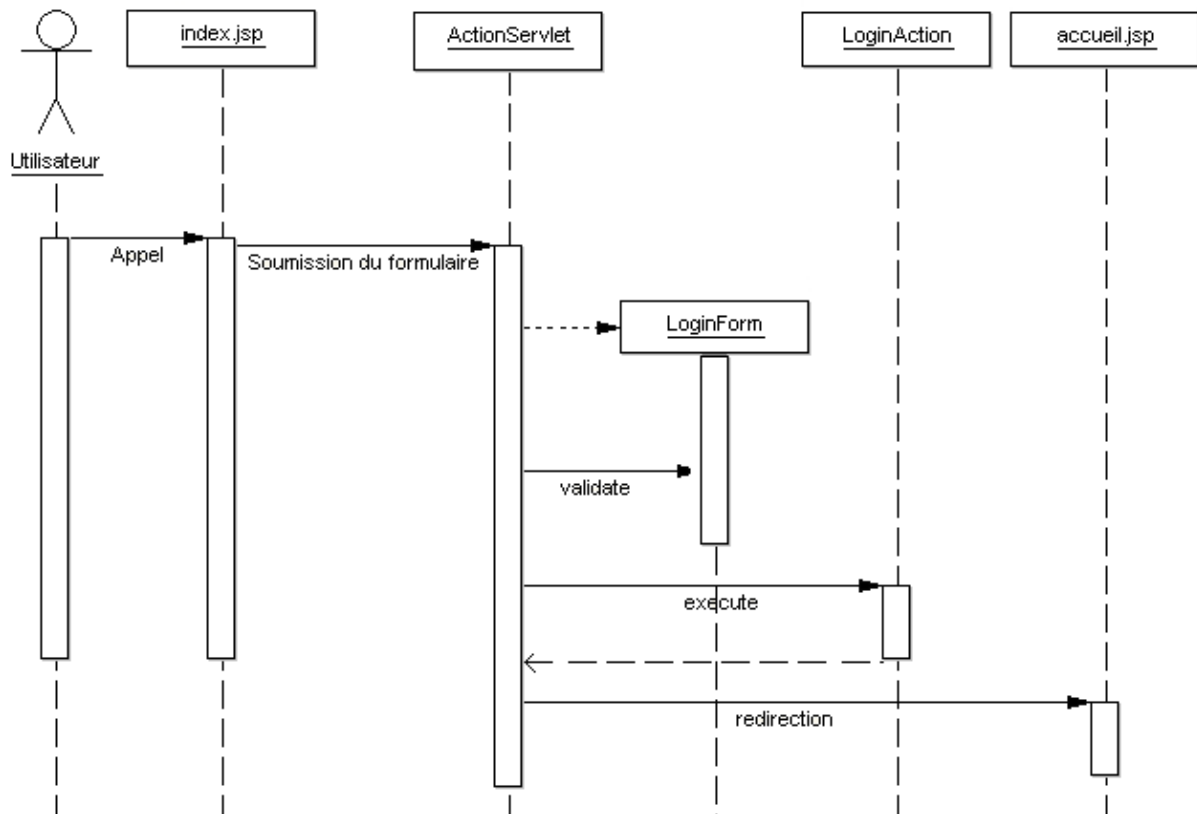 index.jsp
ActionServlet
LoginAction
accueil.jsp
Utilisateur
Appel
Soumission du formulaire
LoginForm
validate
execute
redirection